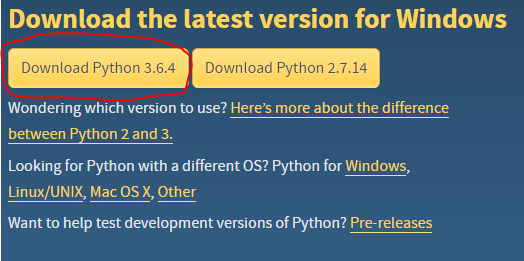 Download the latest version for Windows
Download Python 3.6.4 Download Python 2.7.14
Wondering which version to use? Here's more about the difference
between Python 2 and 3.
Looking for Python with a different OS? Python for Windows,
Linux/UNIX, Mac OS X, Other
Want to help test development versions of Python? Pre-releases